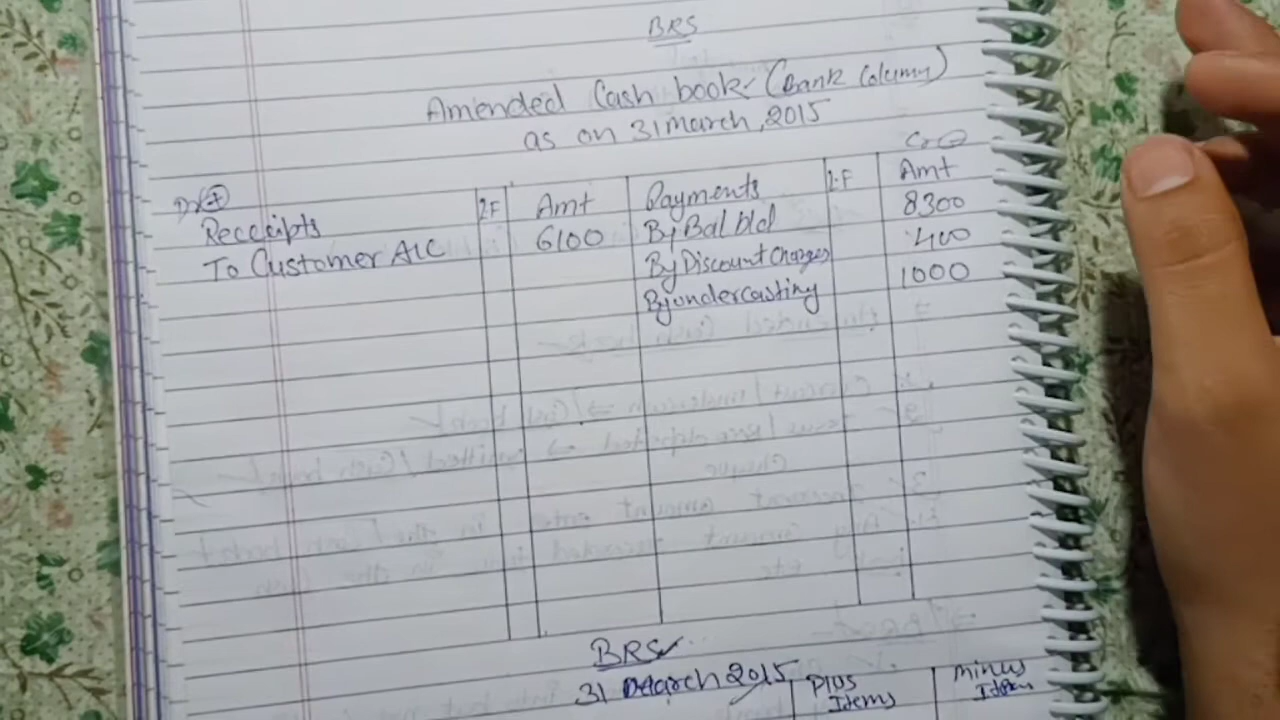 BRS
Amended Cash book (Bank Column)
as on 31 March, 2015
Dr(+) Cr(-)
Receipts L.F Amt Payments L.F Amt
To Customer A/C 6100 By Bal b/d 8300
By Discount Charges 400
By undercasting 1000
BRS
31 March 2015 Plus Items Minus Items